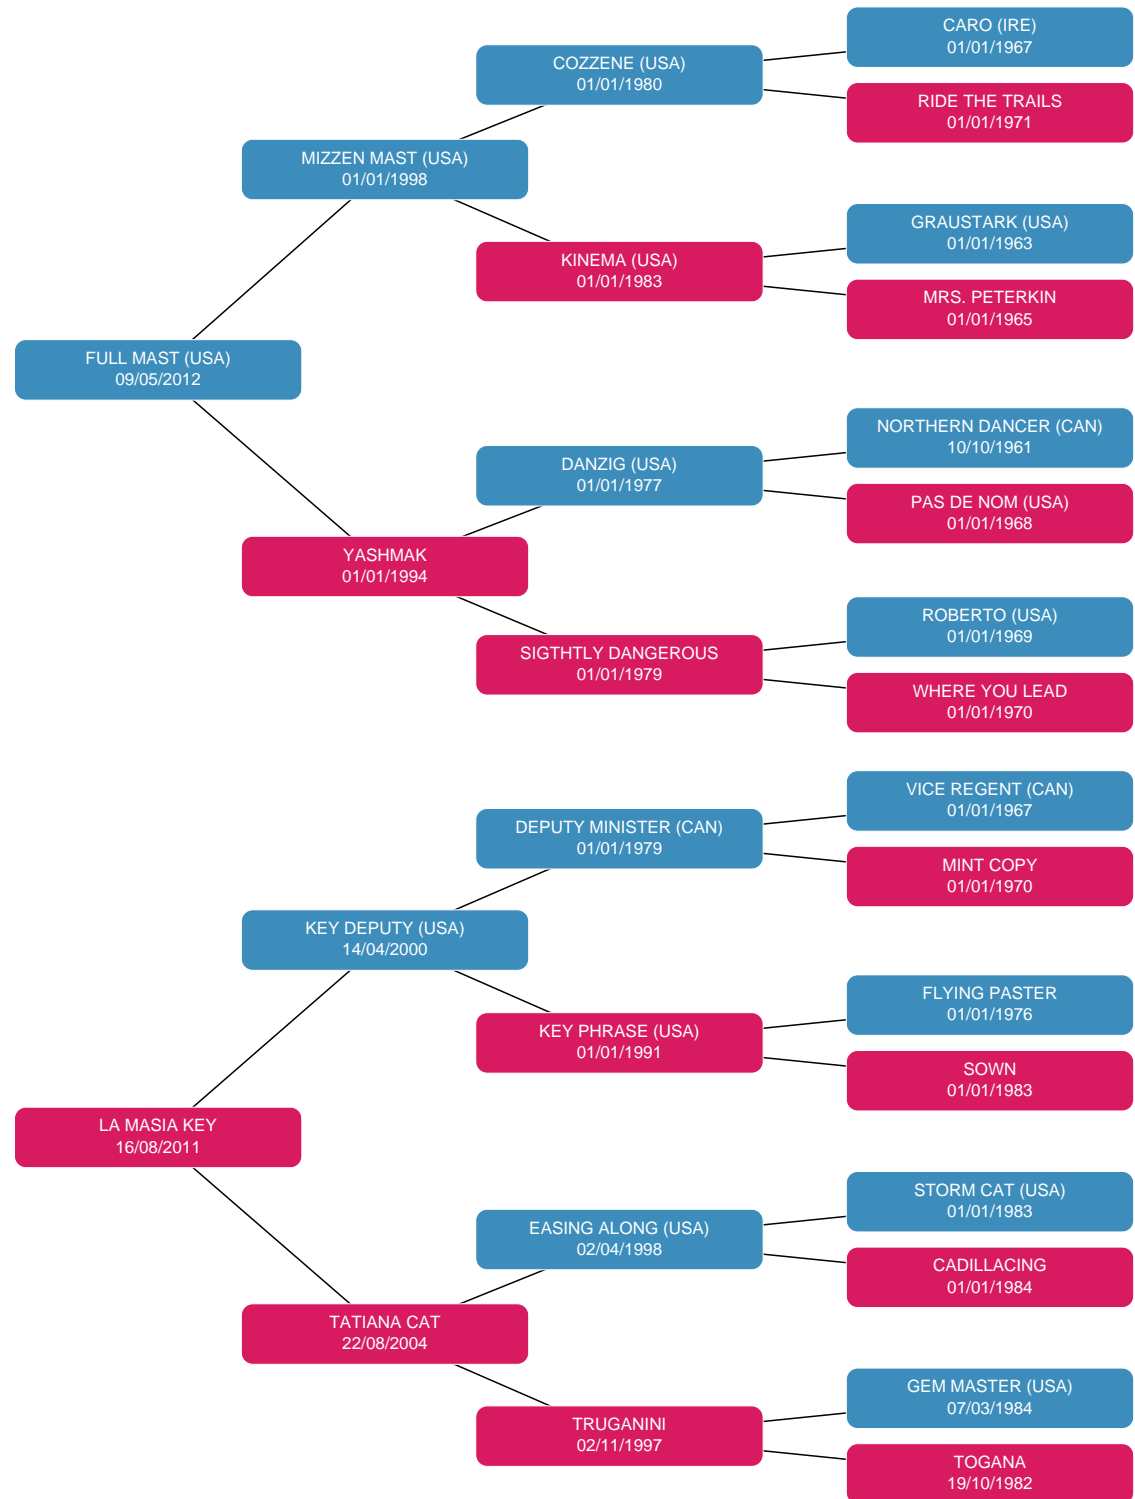 CARO (IRE)
01/01/1967
COZZENE (USA)
01/01/1980
RIDE THE TRAILS
01/01/1971
MIZZEN MAST (USA)
01/01/1998
GRAUSTARK (USA)
01/01/1963
KINEMA (USA)
01/01/1983
MRS. PETERKIN
01/01/1965
FULL MAST (USA)
09/05/2012
NORTHERN DANCER (CAN)
10/10/1961
DANZIG (USA)
01/01/1977
PAS DE NOM (USA)
01/01/1968
YASHMAK
01/01/1994
ROBERTO (USA)
01/01/1969
SIGTHTLY DANGEROUS
01/01/1979
WHERE YOU LEAD
01/01/1970
VICE REGENT (CAN)
01/01/1967
DEPUTY MINISTER (CAN)
01/01/1979
MINT COPY
01/01/1970
KEY DEPUTY (USA)
14/04/2000
FLYING PASTER
01/01/1976
KEY PHRASE (USA)
01/01/1991
SOWN
01/01/1983
LA MASIA KEY
16/08/2011
STORM CAT (USA)
01/01/1983
EASING ALONG (USA)
02/04/1998
CADILLACING
01/01/1984
TATIANA CAT
22/08/2004
GEM MASTER (USA)
07/03/1984
TRUGANINI
02/11/1997
TOGANA
19/10/1982